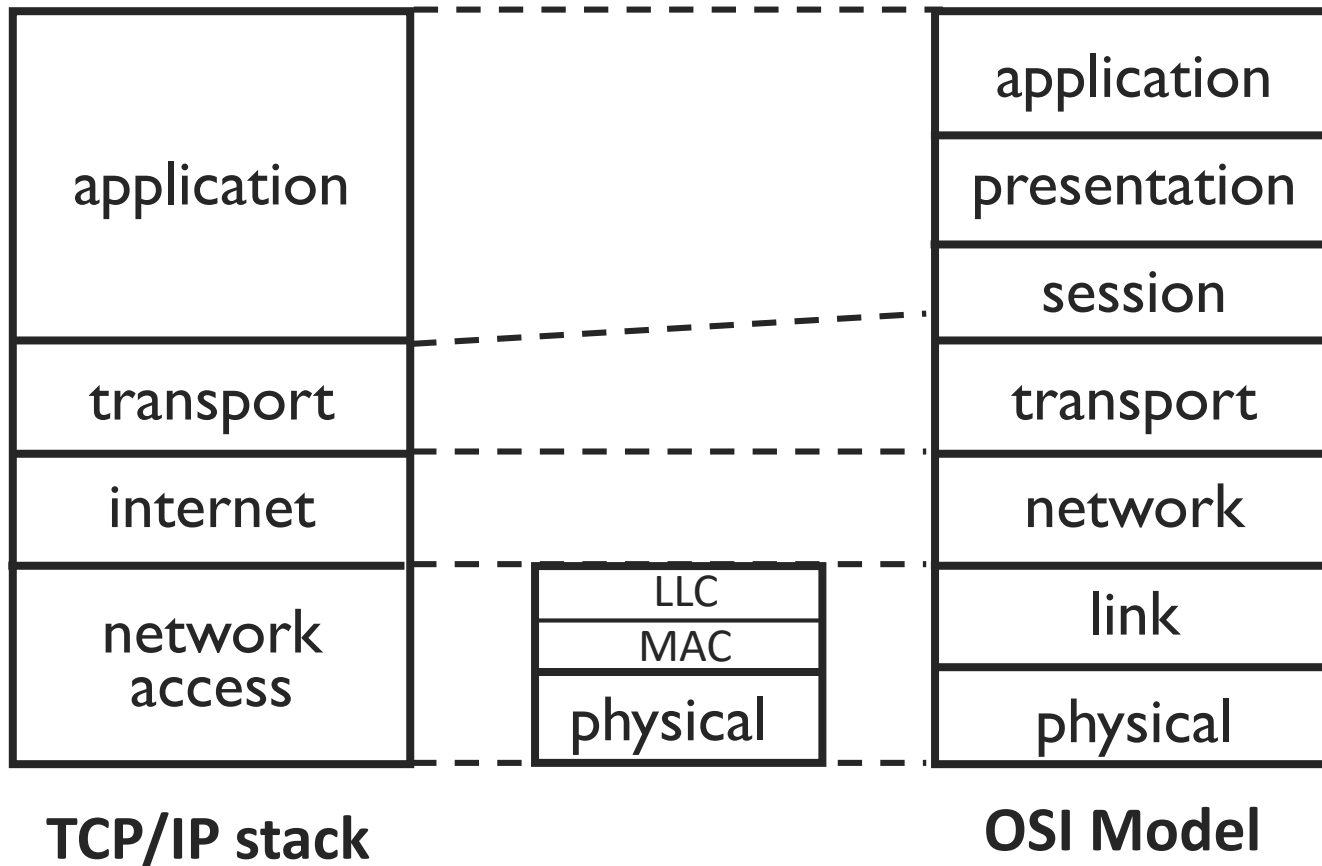 application
transport
internet
network
access
TCP/IP stack
LLC
MAC
physical
application
presentation
session
transport
network
link
physical
OSI Model